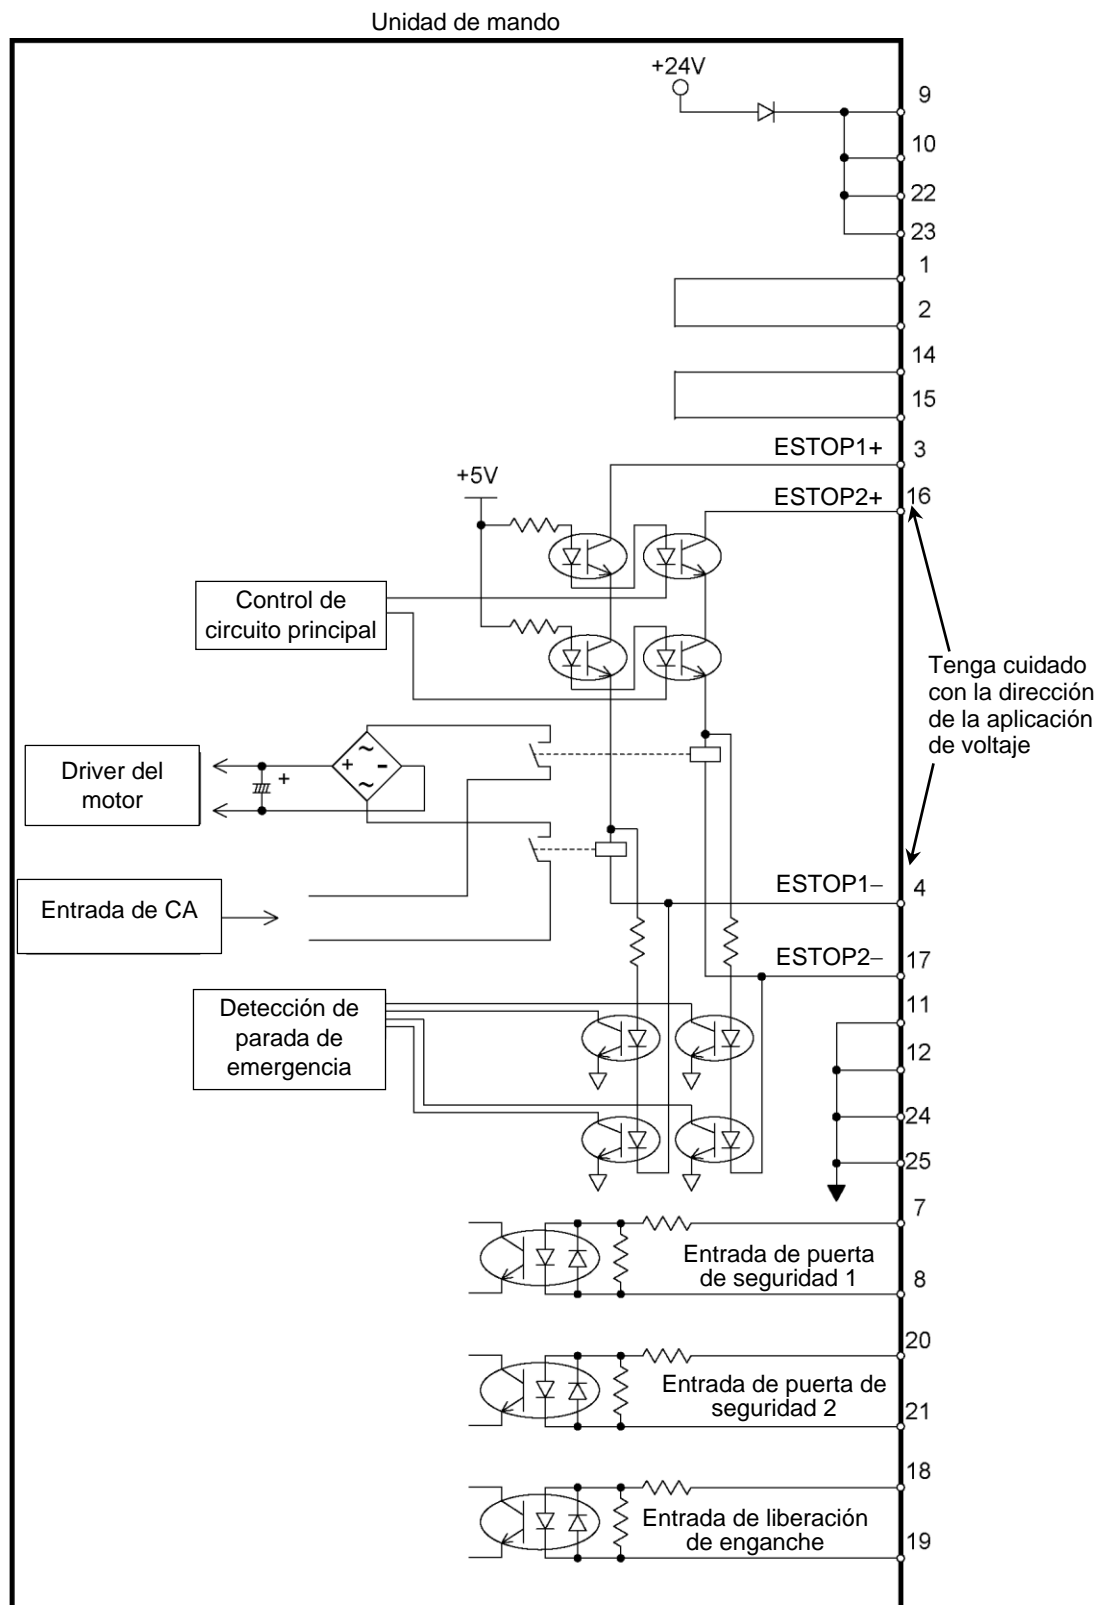 Unidad de mando
+24V
9
10
22
23
1
2
14
15
ESTOP1+
3
+5V
ESTOP2+
16
Control de
circuito principal
Tenga cuidado
con la dirección
de la aplicación
de voltaje
Driver del
motor
+
-
~
~
+
ESTOP1−
4
Entrada de CA
ESTOP2−
17
Detección de
parada de
emergencia
11
12
24
25
7
Entrada de puerta
de seguridad 1
8
20
Entrada de puerta de
seguridad 2
21
18
Entrada de liberación
de enganche
19